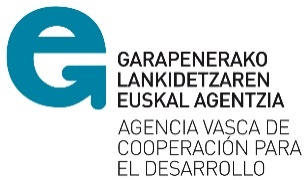 GARAPENERAKO
LANKIDETZAREN
EUSKAL AGENTZIA
AGENCIA VASCA DE
COOPERACIÓN PARA
EL DESARROLLO